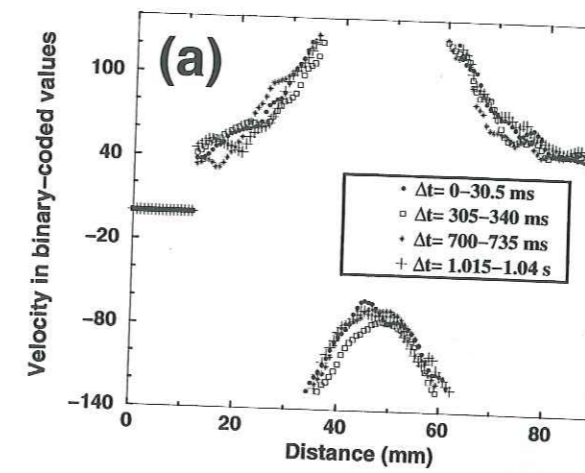 (a)
Velocity in binary–coded values
100
40
−20
−80
−140
Δt= 0–30.5 ms
Δt= 305–340 ms
Δt= 700–735 ms
Δt= 1.015–1.04 s
0
20
40
60
80
Distance (mm)